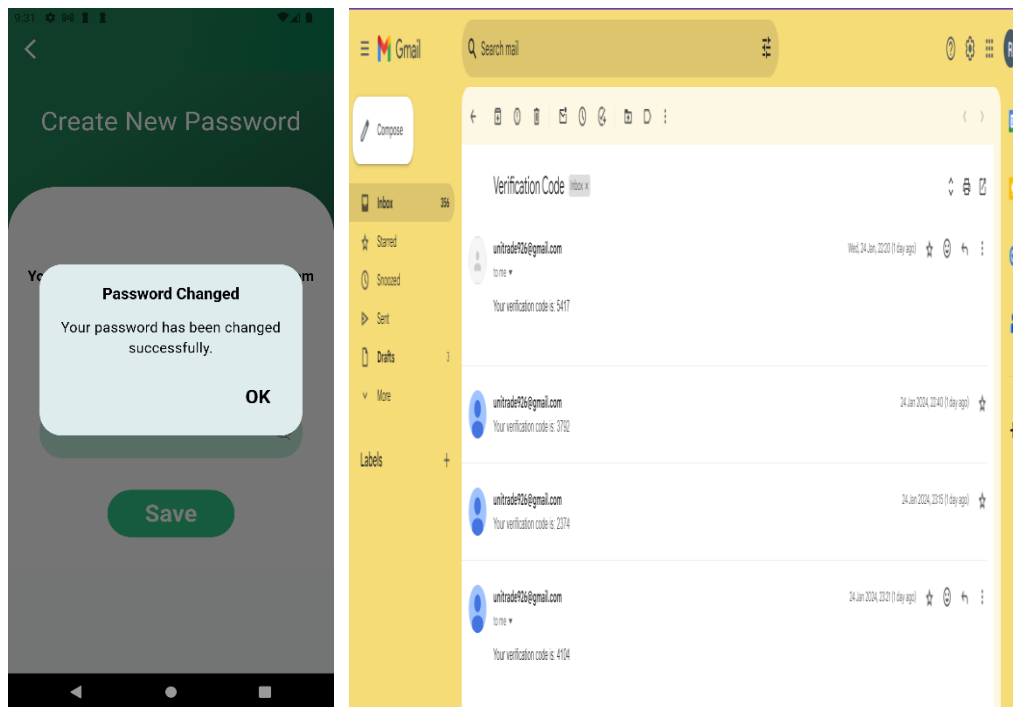 9:31
Create New Password
Yo
m
Password Changed
Your password has been changed
successfully.
OK
Save
Gmail
Search mail
Compose
Inbox 356
Starred
Snoozed
Sent
Drafts 3
More
Labels
Verification Code Inbox x
unitrade926@gmail.com Wed, 24 Jan, 22:20 (1 day ago)
to me
Your verification code is: 5417
unitrade926@gmail.com 24 Jan 2024, 22:40 (1 day ago)
Your verification code is: 3792
unitrade926@gmail.com 24 Jan 2024, 23:15 (1 day ago)
Your verification code is: 2374
unitrade926@gmail.com 24 Jan 2024, 23:21 (1 day ago)
to me
Your verification code is: 4104